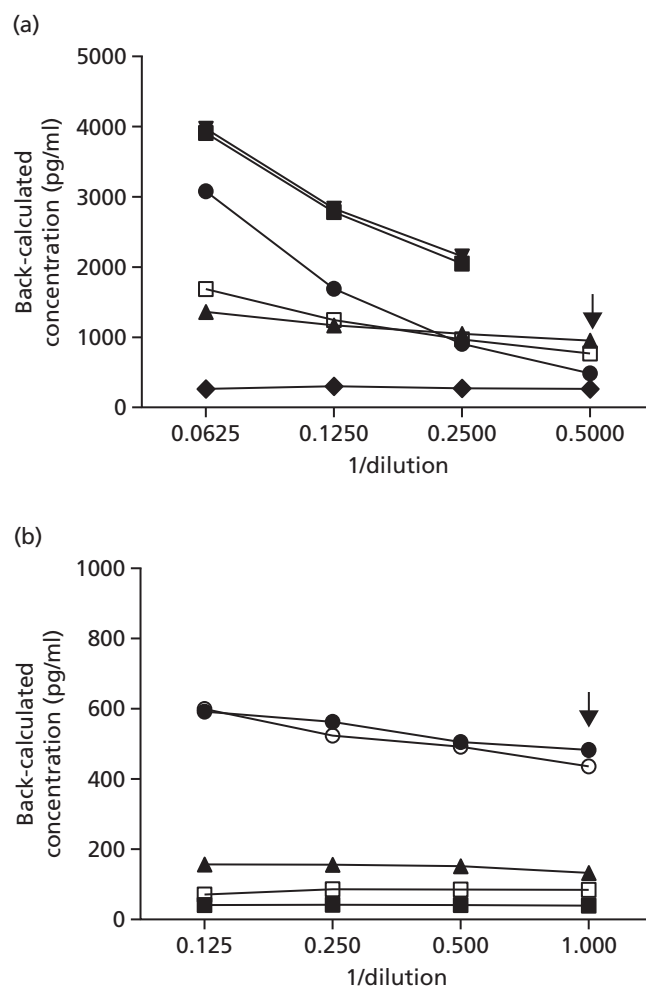 (a)
Back-calculated
concentration (pg/ml)
5000
4000
3000
2000
1000
0
0.0625 0.1250 0.2500 0.5000
1/dilution
(b)
Back-calculated
concentration (pg/ml)
1000
800
600
400
200
0
0.125 0.250 0.500 1.000
1/dilution